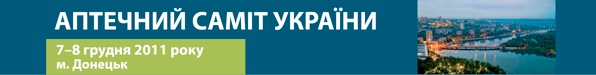 АПТЕЧНИЙ САМІТ УКРАЇНИ
7–8 грудня 2011 року
м. Донецьк